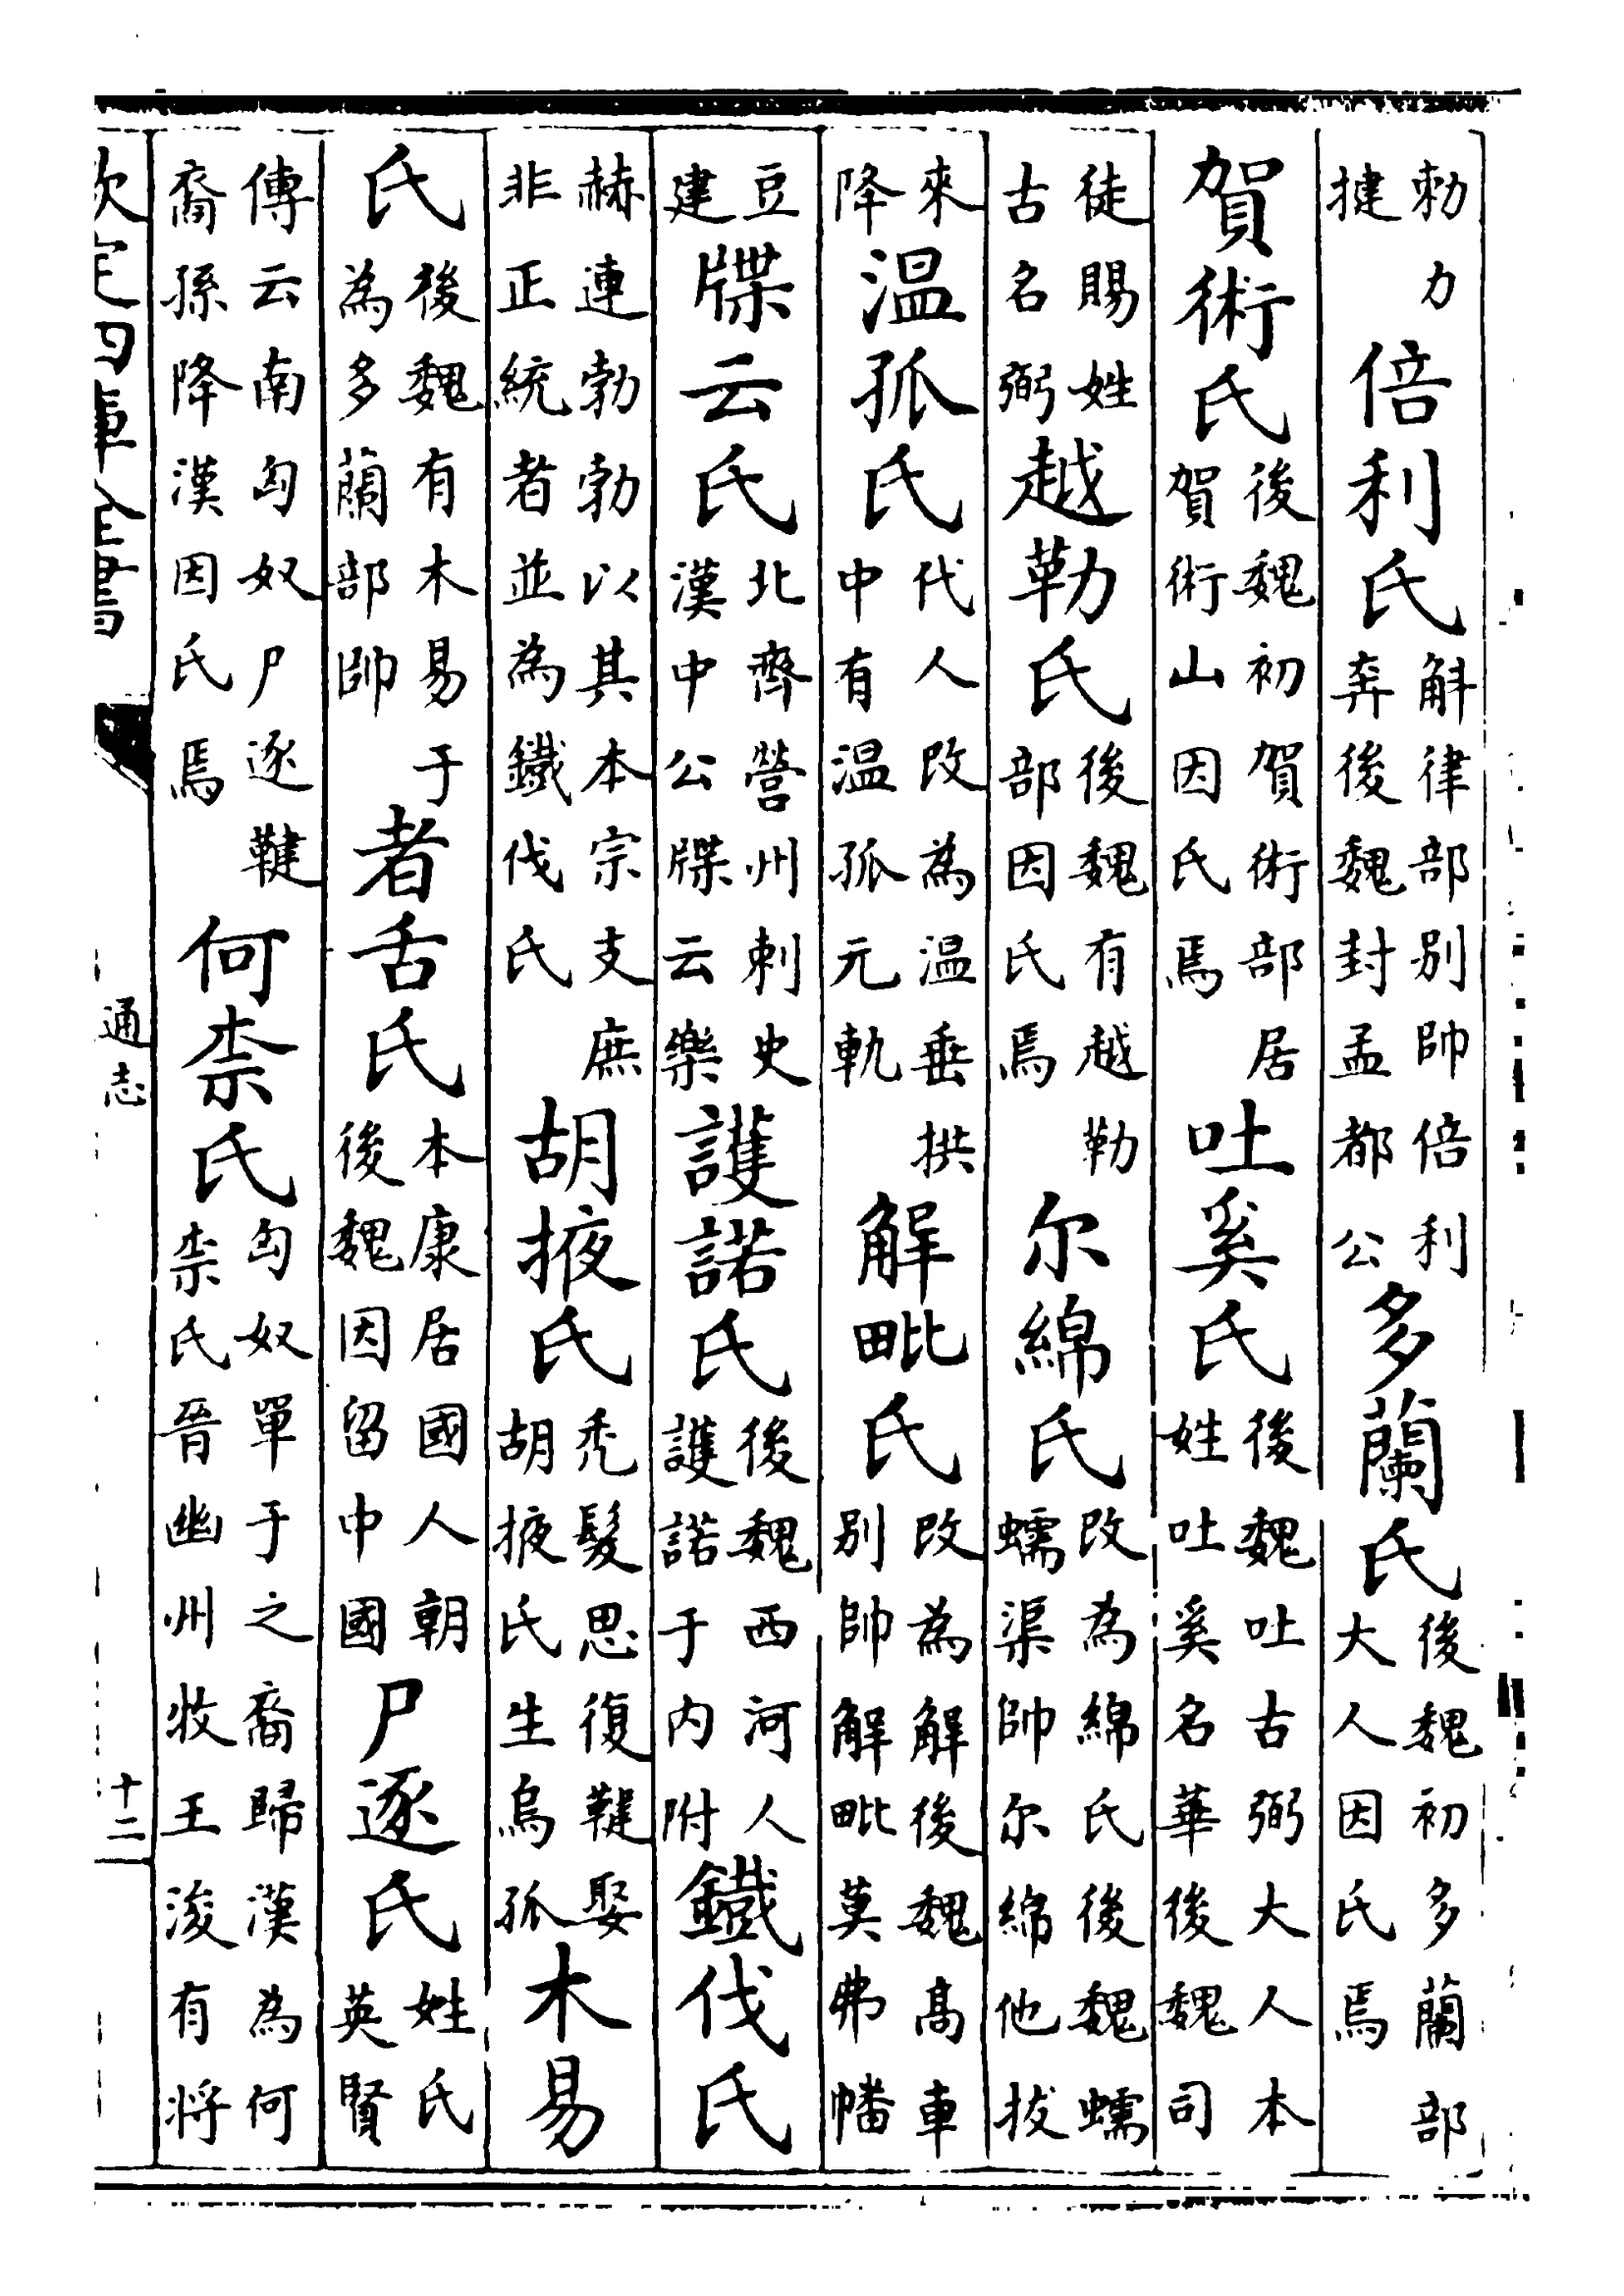 勅力揵倍利氏斛律部别帥倍利奔後魏封孟都公多蘭氏後魏初多蘭部大人因氏焉
賀術氏後魏初賀術部居賀術山因氏焉吐奚氏後魏吐古弼大人本姓吐奚名華後魏司
徒賜姓古名弼越勒氏後魏有越勒部因氏焉尔綿氏改為綿氏後魏蠕蠕渠帥尔綿他拔
來降温孤氏代人改為温垂拱中有温孤元軌解毗氏改為解後魏髙車别帥解毗莫弗幡
豆建牒云氏北齊營州刺史漢中公牒云樂護諾氏後魏西河人護諾于内附鐵伐氏
赫連勃勃以其本宗支庶非正統者並為鐵伐氏胡掖氏秃髮思復鞬娶胡掖氏生烏孤木易
氏後魏有木易于為多蘭部帥者舌氏本康居國人朝後魏因留中國尸逐氏姓氏英賢
傳云南匈奴尸逐鞬裔孫降漢因氏焉何柰氏匈奴單于之裔歸漢為何柰氏晉幽州牧王浚有将
欽定四庫全書
通志
十二